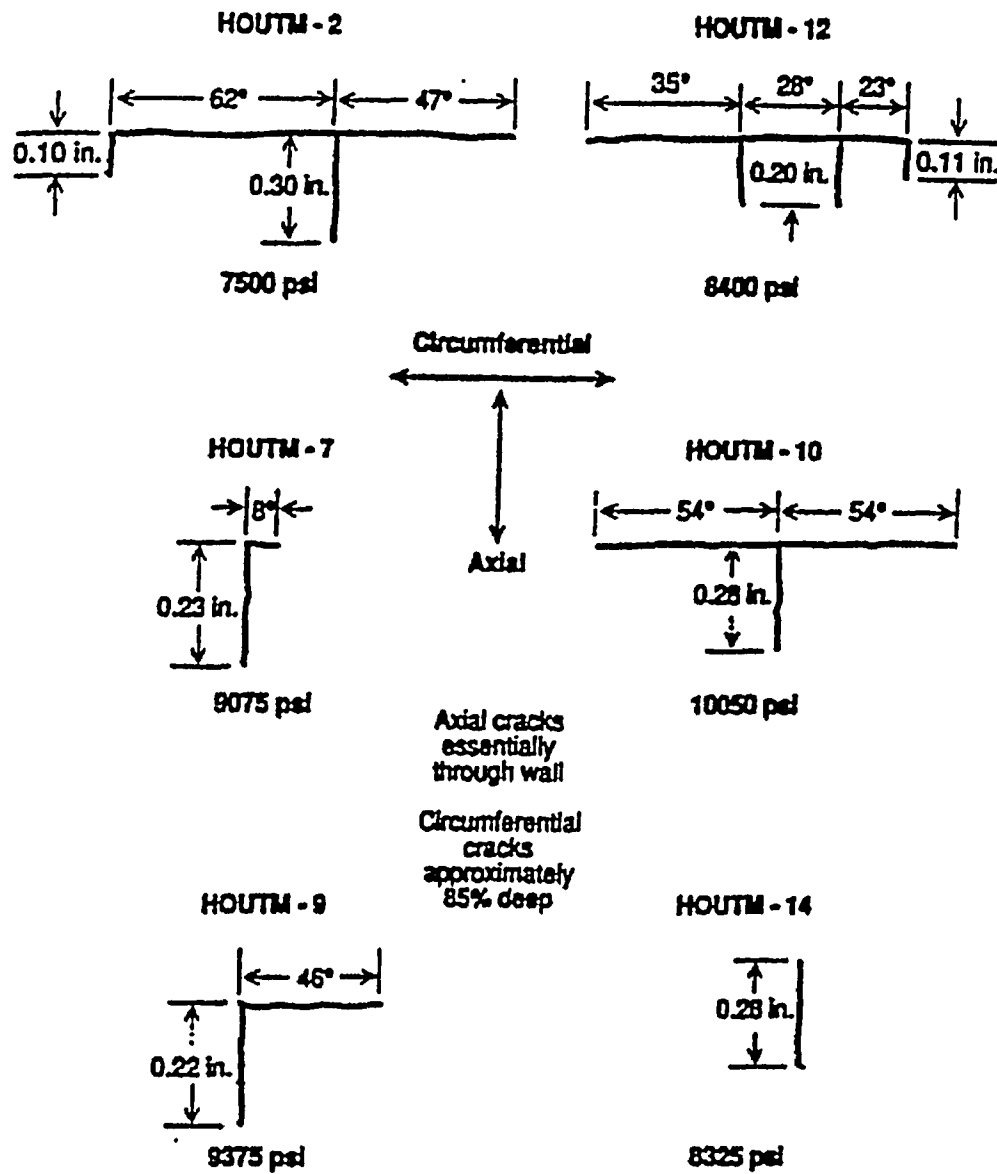 HOUTM - 2
HOUTM - 12
62°
47°
35°
28°
23°
0.10 in.
0.30 in.
0.20 in.
0.11 in.
7500 psi
8400 psi
Circumferential
Axial
HOUTM - 7
HOUTM - 10
8°
54°
54°
0.23 in.
0.28 in.
9075 psi
10050 psi
Axial cracks
essentially
through wall
Circumferential
cracks
approximately
85% deep
HOUTM - 9
HOUTM - 14
46°
0.22 in.
0.28 in.
9375 psi
8325 psi